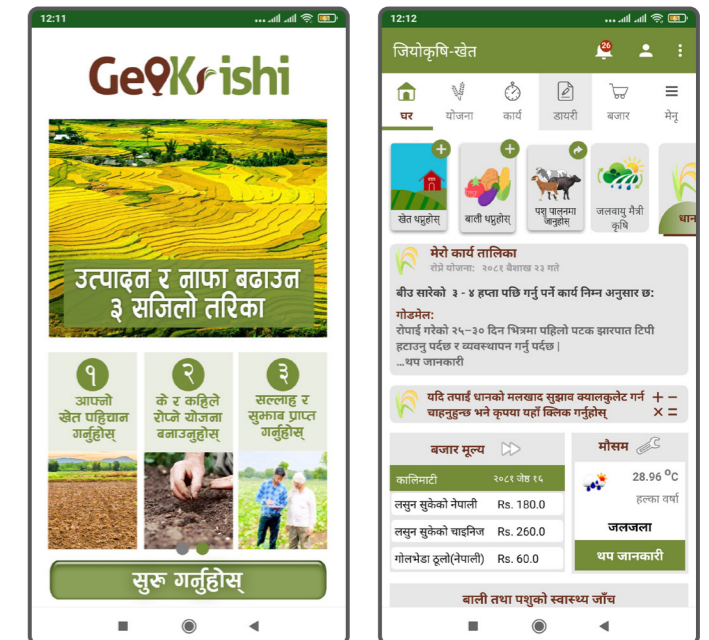 12:11
GeoKrishi
उत्पादन र नाफा बढाउन
३ सजिलो तरिका
१
आफ्नो
खेत पहिचान
गर्नुहोस्
२
के र कहिले
रोप्ने योजना
बनाउनुहोस्
३
सल्लाह र
सुझाब प्राप्त
गर्नुहोस्
सुरू गर्नुहोस्
12:12
जियोकृषि-खेत
26
घर
योजना
कार्य
डायरी
बजार
मेनू
खेत थप्नुहोस्
बाली थप्नुहोस्
पशु पालनमा
जानुहोस्
जलवायु मैत्री
कृषि
धान
मेरो कार्य तालिका
रोप्ने योजना: २०८१ बैशाख २३ गते
बीउ सारेको ३ - ४ हप्ता पछि गर्नु पर्ने कार्य निम्न अनुसार छ:
गोडमेल:
रोपाई गरेको २५-३० दिन भित्रमा पहिलो पटक झारपात टिपी
हटाउनु पर्दछ र व्यवस्थापन गर्नु पर्दछ |
...थप जानकारी
यदि तपाईं धानको मलखाद सुझाव क्यालकुलेट गर्न
चाहनुहुन्छ भने कृपया यहाँ क्लिक गर्नुहोस्
बजार मूल्य
कालिमाटी २०८१ जेष्ठ १६
लसुन सुकेको नेपाली Rs. 180.0
लसुन सुकेको चाइनिज Rs. 260.0
गोलभेडा ठूलो(नेपाली) Rs. 60.0
मौसम
28.96 ⁰C
हल्का वर्षा
जलजला
थप जानकारी
बाली तथा पशुको स्वास्थ्य जाँच